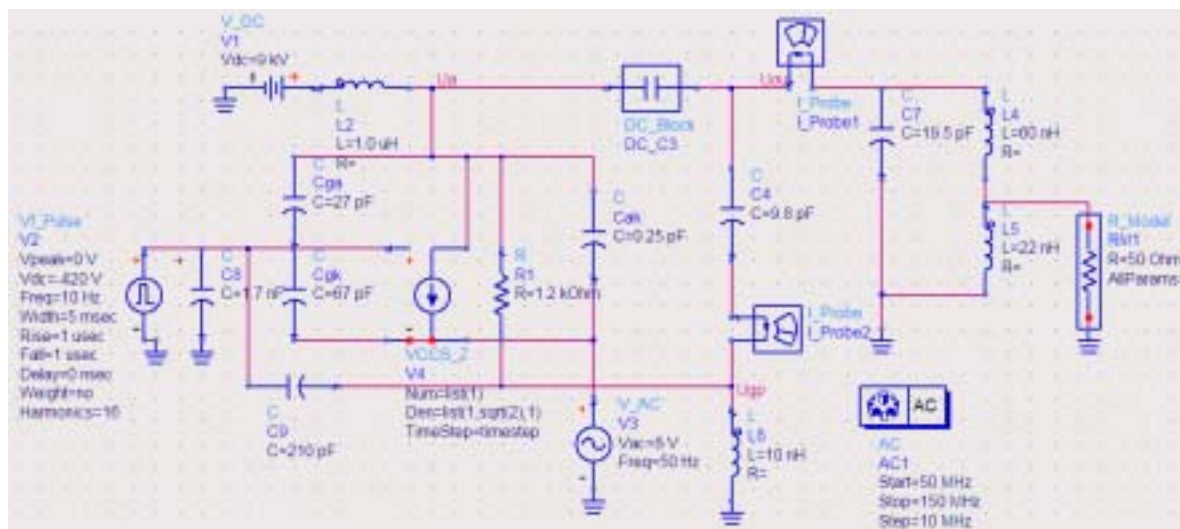 V_DC
V1
Vdc=9 kV
L
L2
L=1.0 uH
R=
Ua
DC_Block
DC_C3
Uou
I_Probe
I_Probe1
C
C7
C=19.5 pF
L
L4
L=60 nH
R=
C
Cga
C=27 pF
C
Cak
C=0.25 pF
C
C4
C=9.8 pF
L
L5
L=22 nH
R=
R_Model
RM1
R=50 Ohm
AllParams=
Vf_Pulse
V2
Vpeak=0 V
Vdc=-420 V
Freq=10 Hz
Width=5 msec
Rise=1 usec
Fall=1 usec
Delay=0 msec
Weight=no
Harmonics=16
C
C8
C=1.7 nF
C
Cgk
C=67 pF
R
R1
R=1.2 kOhm
I_Probe
I_Probe2
VCCS_Z
V4
Num=list(1)
Den=list(1,sqrt(2),1)
TimeStep=timestep
Ugp
C
C9
C=210 pF
V_AC
V3
Vac=8 V
Freq=50 Hz
L
L6
L=10 nH
R=
AC
AC
AC1
Start=50 MHz
Stop=150 MHz
Step=10 MHz